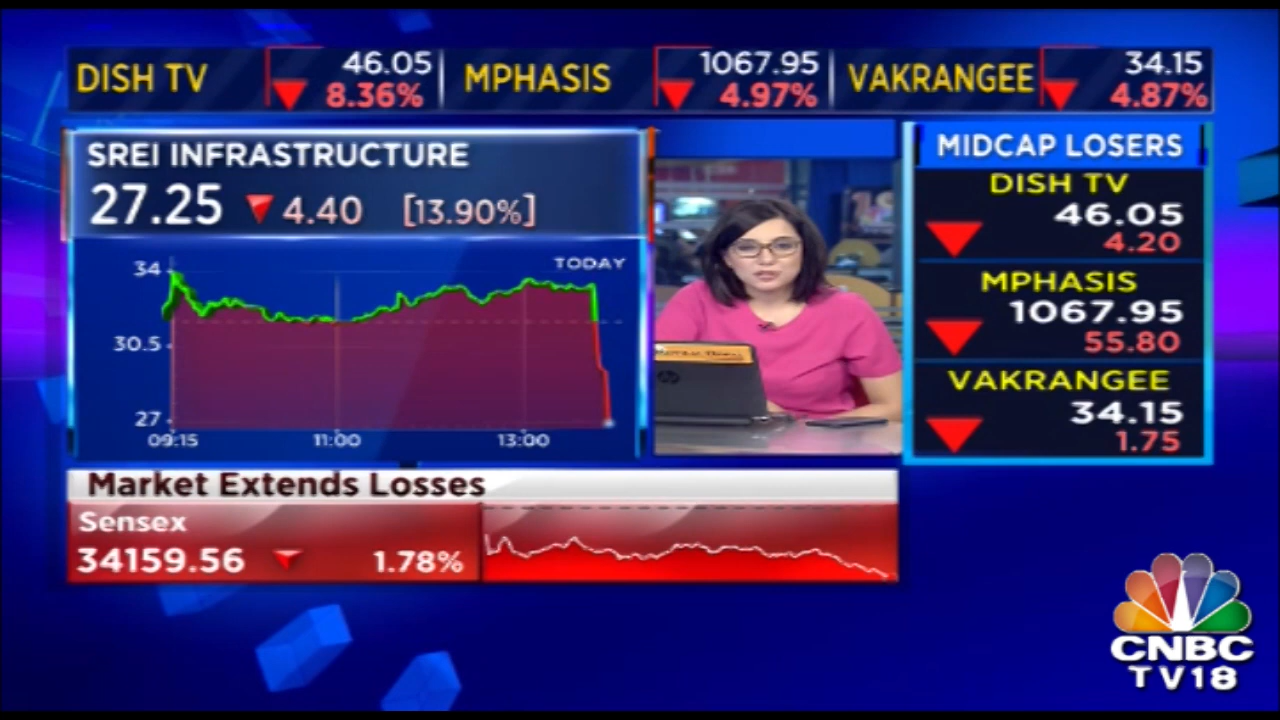 DISH TV 46.05 8.36% MPHASIS 1067.95 4.97% VAKRANGEE 34.15 4.87%
SREI INFRASTRUCTURE
27.25 4.40 [13.90%]
TODAY
34
30.5
27
09:15 11:00 13:00
MIDCAP LOSERS
DISH TV
46.05
4.20
MPHASIS
1067.95
55.80
VAKRANGEE
34.15
1.75
hp
Market Extends Losses
Sensex
34159.56 1.78%
CNBC
TV18